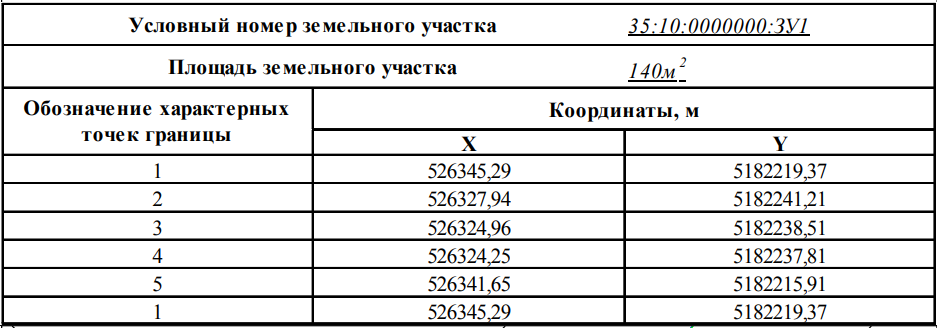 Условный номер земельного участка 35:10:0000000:ЗУ1
Площадь земельного участка 140м²
Обозначение характерных точек границы Координаты, м
X Y
1 526345,29 5182219,37
2 526327,94 5182241,21
3 526324,96 5182238,51
4 526324,25 5182237,81
5 526341,65 5182215,91
1 526345,29 5182219,37